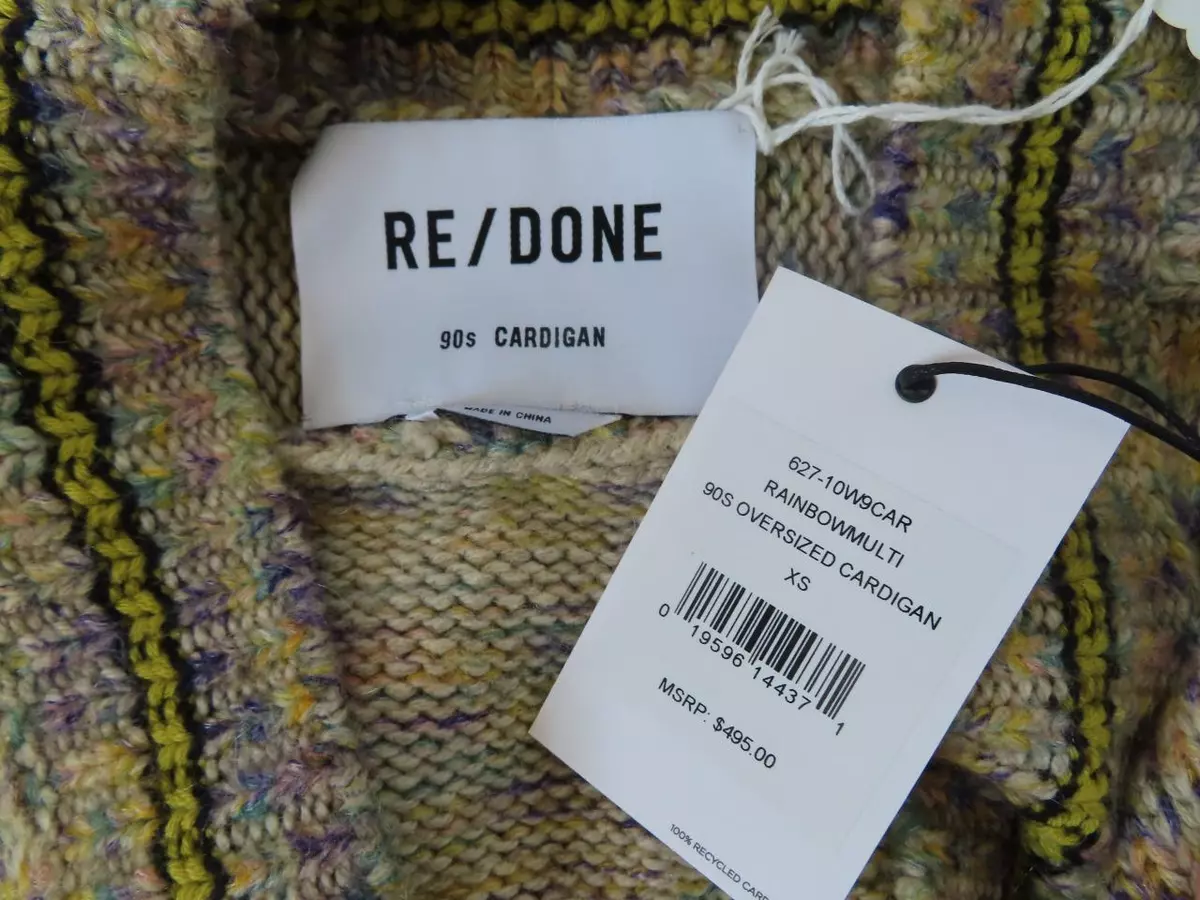 RE/DONE
90s CARDIGAN
MADE IN CHINA
627-10W9CAR
RAINBOWMULTI
90S OVERSIZED CARDIGAN
XS
0 19596 14437 1
MSRP: $495.00
100% RECYCLED